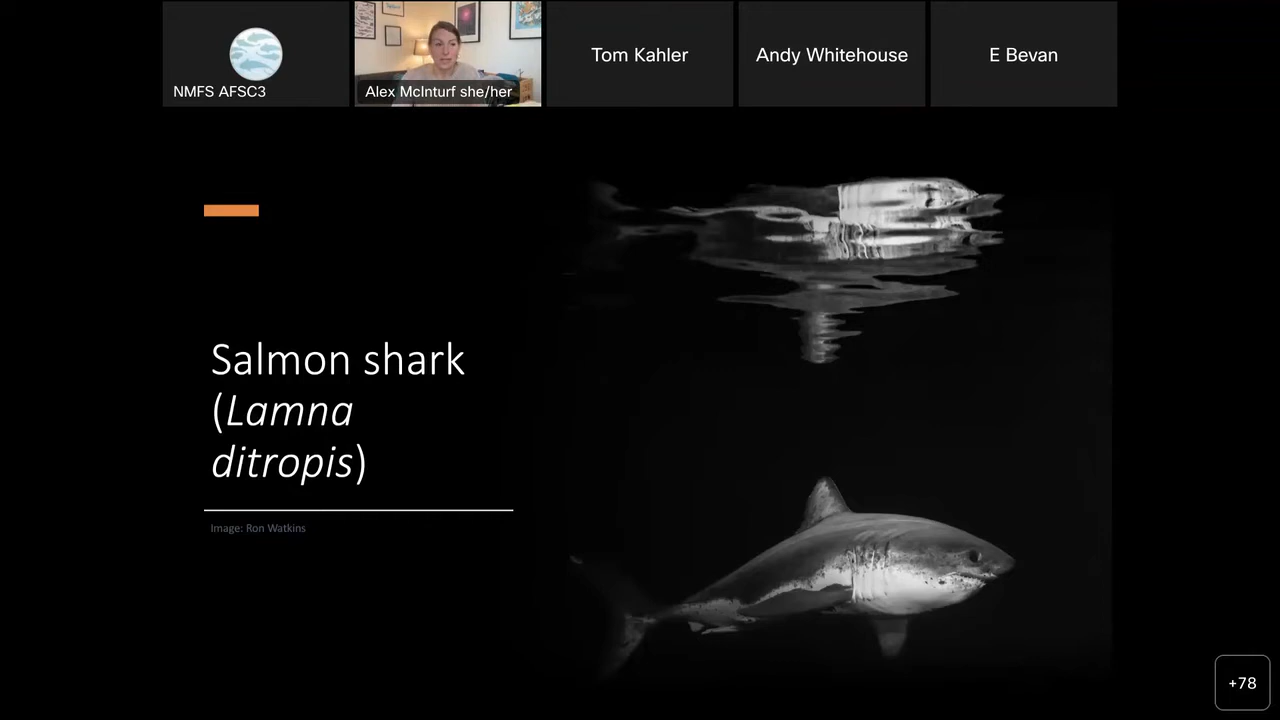 NMFS AFSC3
Alex McInturf she/her
Tom Kahler
Andy Whitehouse
E Bevan
Salmon shark
(Lamna
ditropis)
Image: Ron Watkins
+78